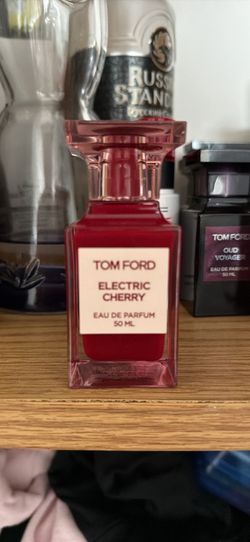 RUSS
STAND
TOM FORD
ELECTRIC
CHERRY
EAU DE PARFUM
50 ML
TOM FORD
OUD
VOYAGER
EAU DE PARFUM
50 ML